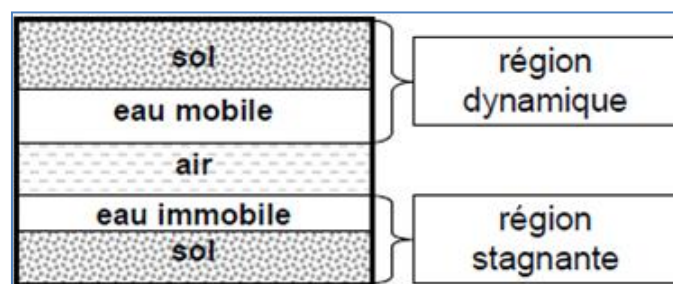 sol
eau mobile
air
eau immobile
sol
région
dynamique
région
stagnante